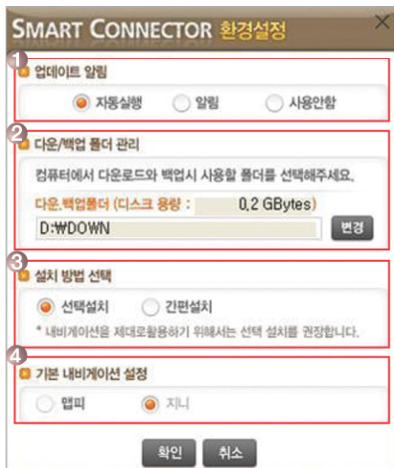 SMART CONNECTOR 환경설정
1
업데이트 알림
자동실행 알림 사용안함
2
다운/백업 폴더 관리
컴퓨터에서 다운로드와 백업시 사용할 폴더를 선택해주세요.
다운.백업폴더 (디스크 용량 : 0,2 GBytes)
D:₩DOWN 변경
3
설치 방법 선택
선택설치 간편설치
* 내비게이션을 제대로활용하기 위해서는 선택 설치를 권장합니다.
4
기본 내비게이션 설정
맵피 지니
확인 취소